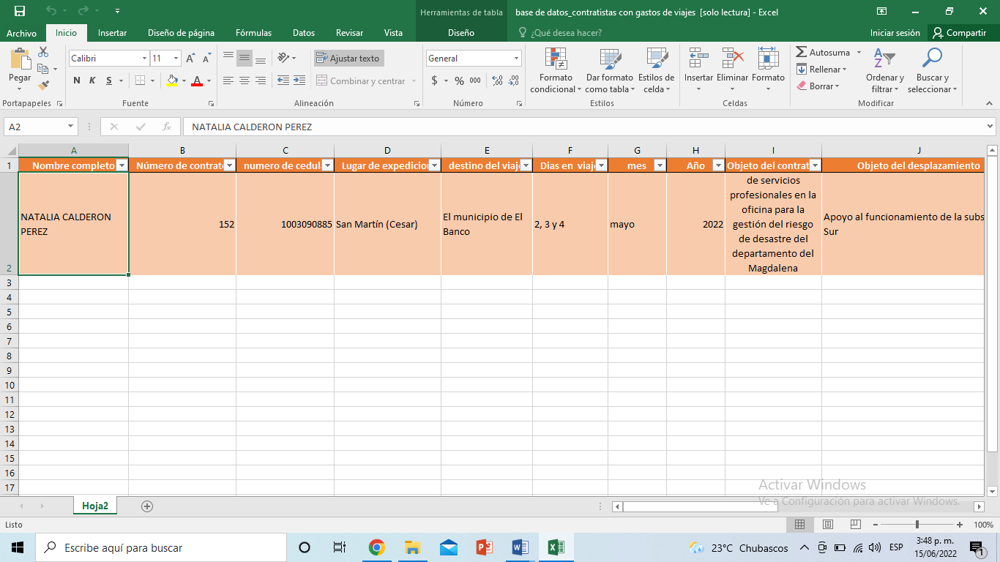 Herramientas de tabla
base de datos_contratistas con gastos de viajes [solo lectura] - Excel
Archivo Inicio Insertar Diseño de página Fórmulas Datos Revisar Vista Diseño ¿Qué desea hacer? Iniciar sesión Compartir
Pegar
Calibri 11
N K S
Ajustar texto
Combinar y centrar
General
$ % 000
Formato condicional
Dar formato como tabla
Estilos de celda
Insertar Eliminar Formato
Autosuma
Rellenar
Borrar
Ordenar y filtrar
Buscar y seleccionar
Portapapeles Fuente Alineación Número Estilos Celdas Modificar
A2 fx NATALIA CALDERON PEREZ
A B C D E F G H I J
1 Nombre completo Número de contrat numero de cedul Lugar de expedicion destino del viaj Dias en viaj mes Año Objeto del contrat Objeto del desplazamiento
2
NATALIA CALDERON
PEREZ
152
1003090885
San Martín (Cesar)
El municipio de El
Banco
2, 3 y 4
mayo
2022
de servicios
profesionales en la
oficina para la
gestión del riesgo
de desastre del
departamento del
Magdalena
Apoyo al funcionamiento de la subs
Sur
3
4
5
6
7
8
9
10
11
12
13
14
15
16
17
Activar Windows
Ve a Configuración para activar Windows.
Hoja2
Listo
100%
Escribe aquí para buscar
23°C Chubascos
ESP
3:48 p. m.
15/06/2022
1